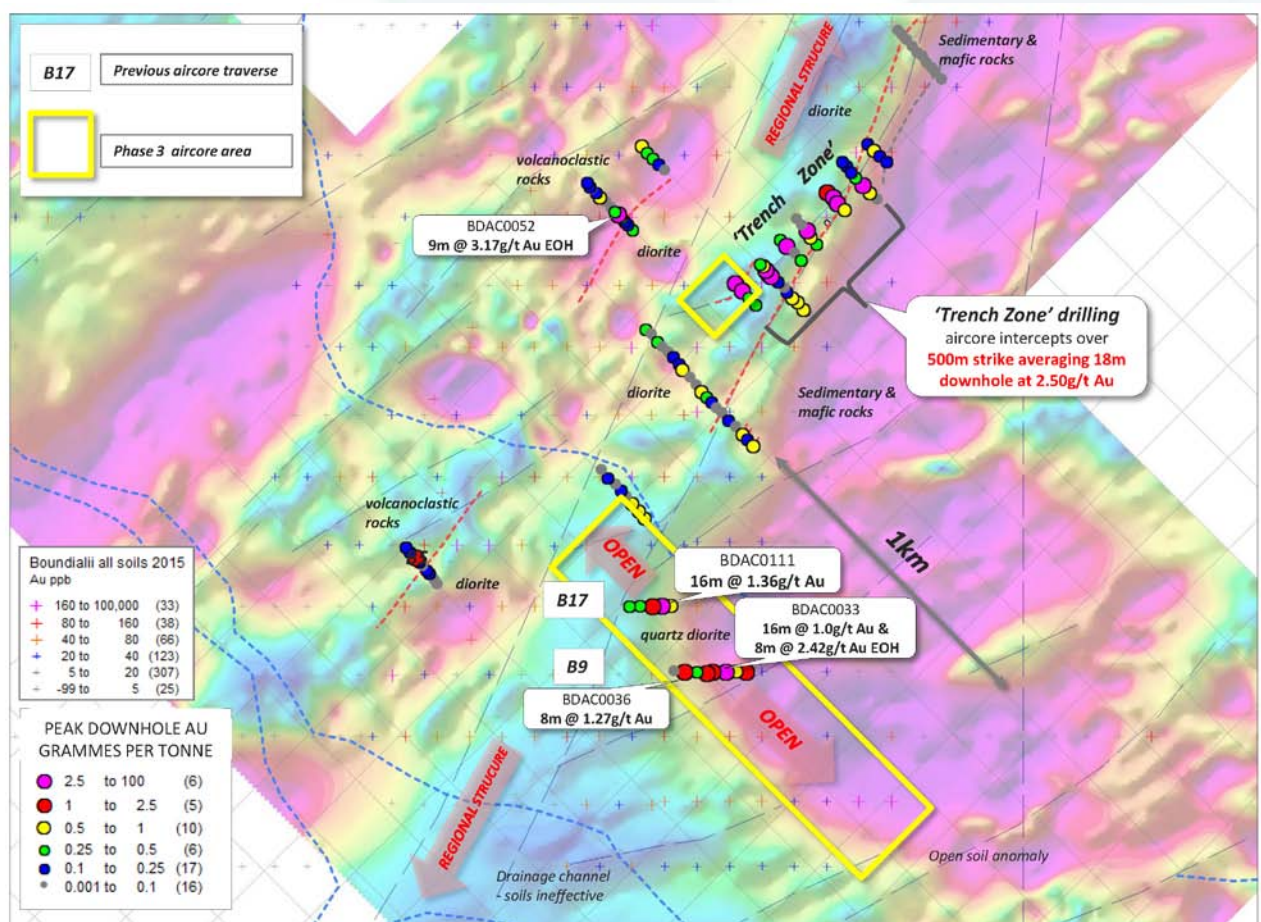 B17
Previous aircore traverse
Phase 3 aircore area
REGIONAL STRUCURE
diorite
Sedimentary &
mafic rocks
volcanoclastic
rocks
'Trench Zone'
BDAC0052
9m @ 3.17g/t Au EOH
diorite
'Trench Zone' drilling
aircore intercepts over
500m strike averaging 18m
downhole at 2.50g/t Au
diorite
Sedimentary &
mafic rocks
volcanoclastic
rocks
diorite
1km
OPEN
BDAC0111
16m @ 1.36g/t Au
B17
BDAC0033
16m @ 1.0g/t Au &
8m @ 2.42g/t Au EOH
quartz diorite
B9
BDAC0036
8m @ 1.27g/t Au
OPEN
REGIONAL STRUCURE
Drainage channel
- soils ineffective
Open soil anomaly
Boundialii all soils 2015
Au ppb
160 to 100,000 (33)
80 to 160 (38)
40 to 80 (66)
20 to 40 (123)
5 to 20 (307)
-99 to 5 (25)
PEAK DOWNHOLE AU
GRAMMES PER TONNE
2.5 to 100 (6)
1 to 2.5 (5)
0.5 to 1 (10)
0.25 to 0.5 (6)
0.1 to 0.25 (17)
0.001 to 0.1 (16)